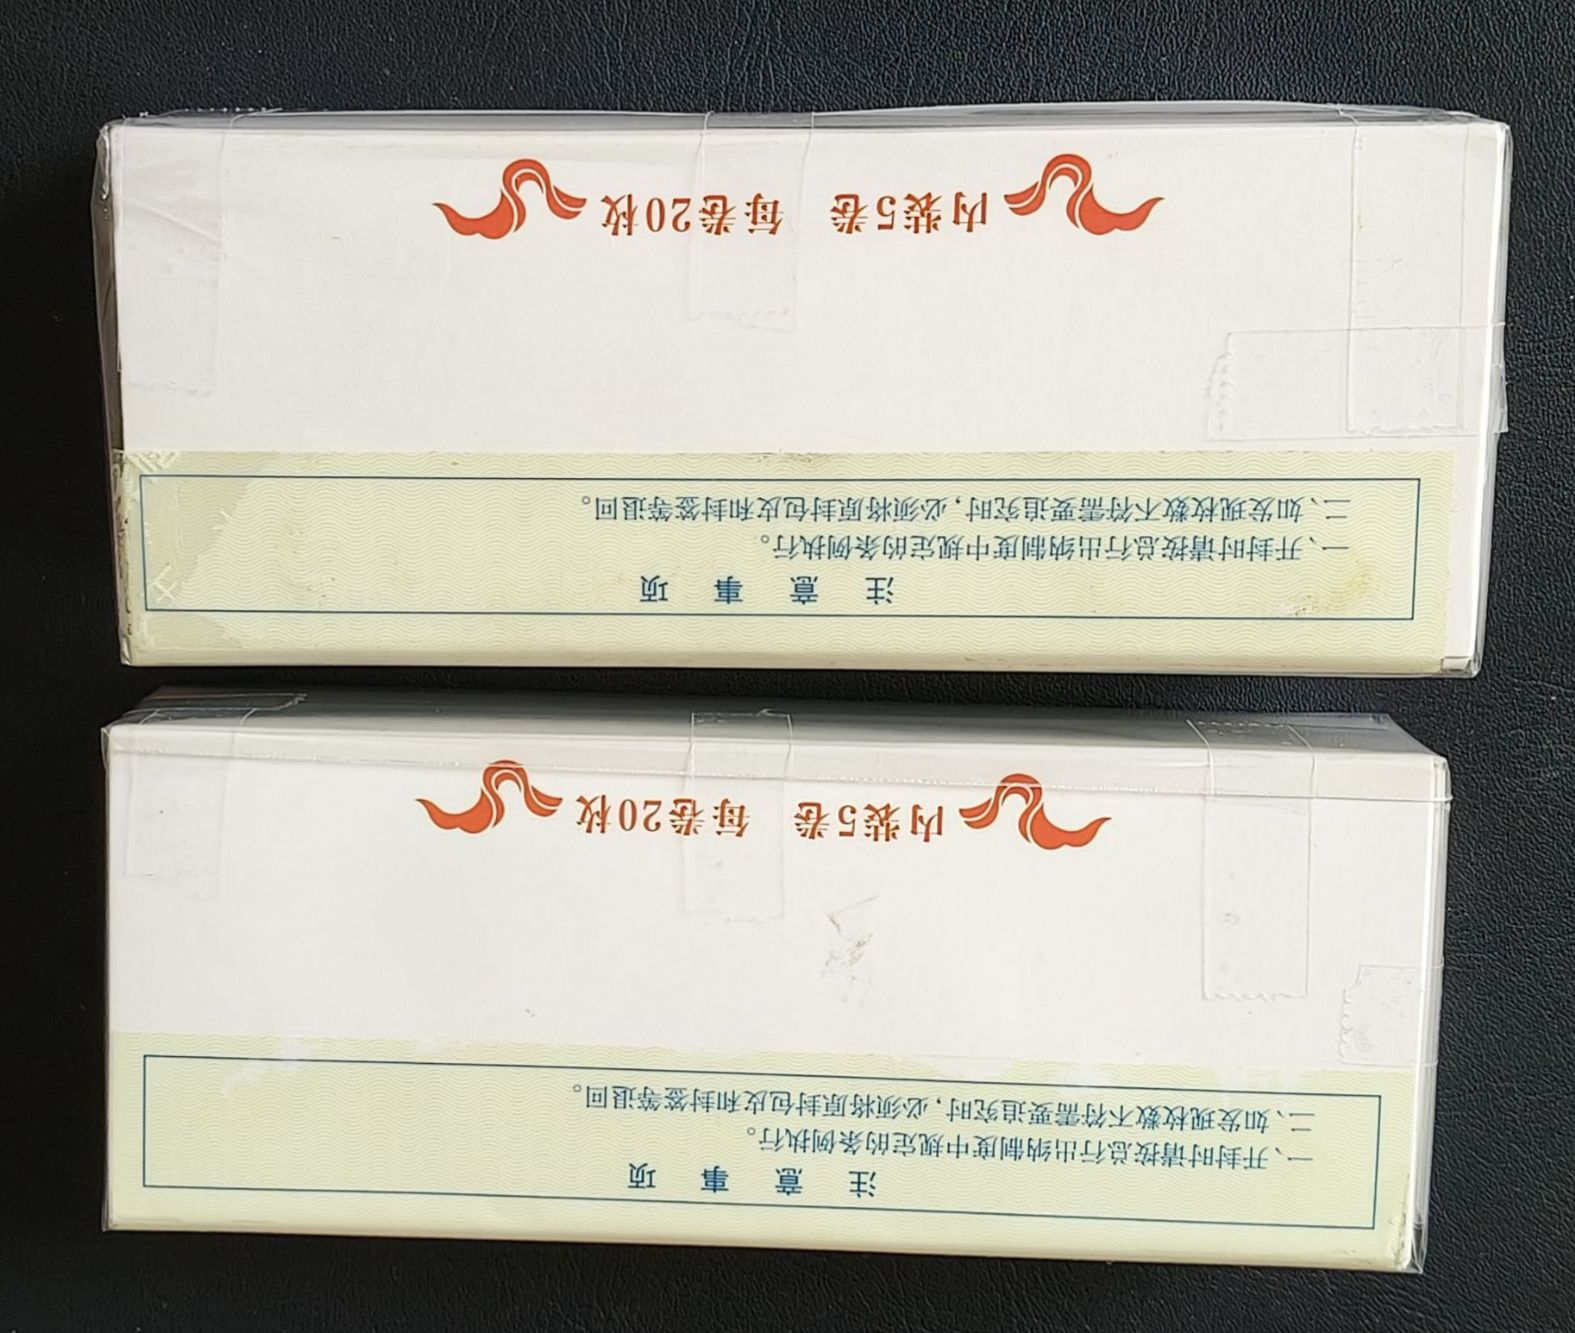 注意事项
一、开封时请按总行出纳制度中规定的条例执行。
二、如发现枚数不符需要追究时，必须将原封包皮和封签等退回。
内装5卷 每卷20枚
注意事项
一、开封时请按总行出纳制度中规定的条例执行。
二、如发现枚数不符需要追究时，必须将原封包皮和封签等退回。
内装5卷 每卷20枚